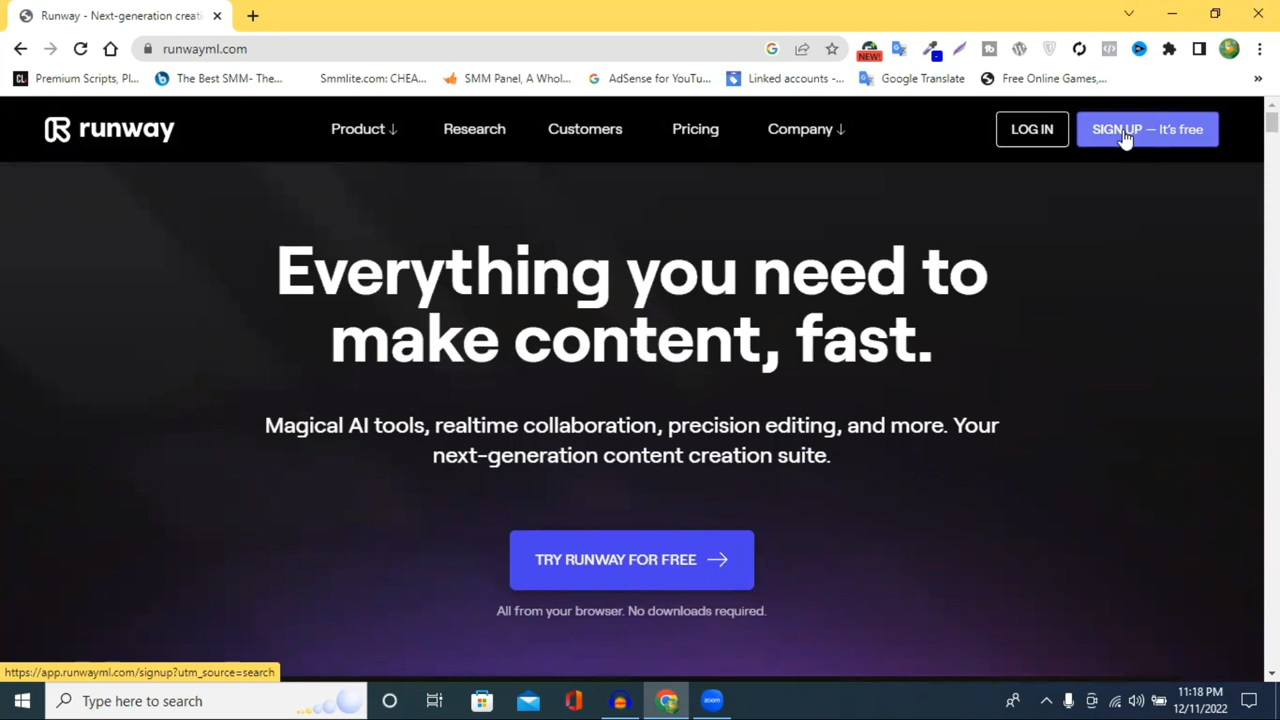 Runway - Next-generation creati
runwayml.com
NEW!
CL Premium Scripts, Pl...
The Best SMM- The...
Smmlite.com: CHEA...
SMM Panel, A Whol...
AdSense for YouTu...
Linked accounts -...
Google Translate
Free Online Games,...
»
runway
Product ↓
Research
Customers
Pricing
Company ↓
LOG IN
SIGN UP — It's free
Everything you need to
make content, fast.
Magical AI tools, realtime collaboration, precision editing, and more. Your
next-generation content creation suite.
TRY RUNWAY FOR FREE →
All from your browser. No downloads required.
https://app.runwayml.com/signup?utm_source=search
Type here to search
zoom
11:18 PM
12/11/2022